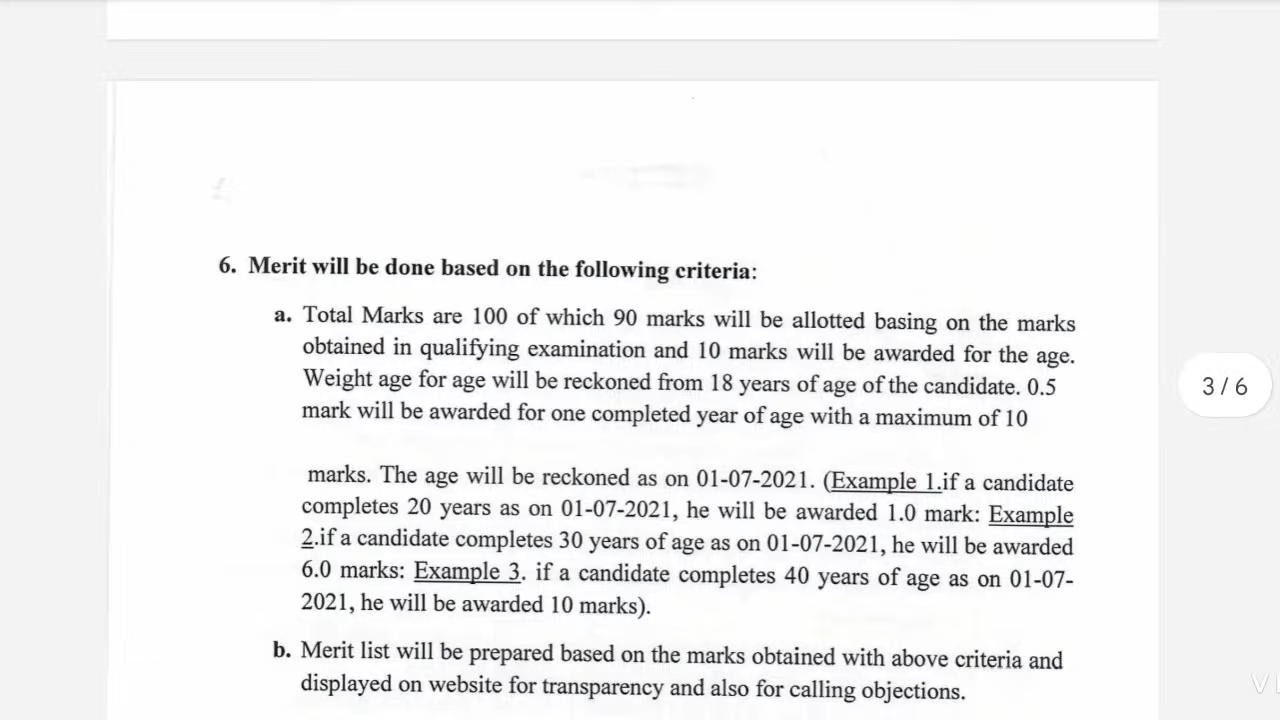 6. Merit will be done based on the following criteria:
a. Total Marks are 100 of which 90 marks will be allotted basing on the marks
obtained in qualifying examination and 10 marks will be awarded for the age.
Weight age for age will be reckoned from 18 years of age of the candidate. 0.5
mark will be awarded for one completed year of age with a maximum of 10
3 / 6
marks. The age will be reckoned as on 01-07-2021. (Example 1.if a candidate
completes 20 years as on 01-07-2021, he will be awarded 1.0 mark: Example
2.if a candidate completes 30 years of age as on 01-07-2021, he will be awarded
6.0 marks: Example 3. if a candidate completes 40 years of age as on 01-07-
2021, he will be awarded 10 marks).
b. Merit list will be prepared based on the marks obtained with above criteria and
displayed on website for transparency and also for calling objections.